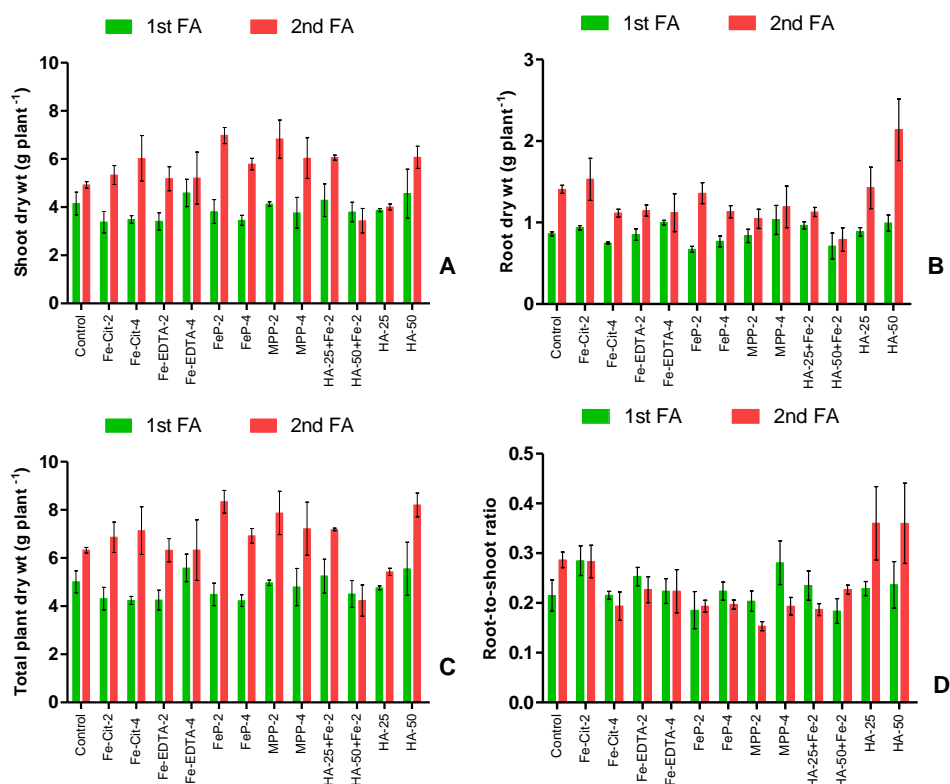 1st FA 2nd FA
Shoot dry wt (g plant⁻¹)
10
8
6
4
2
0
A
Control
Fe-Cit-2
Fe-Cit-4
Fe-EDTA-2
Fe-EDTA-4
FeP-2
FeP-4
MPP-2
MPP-4
HA-25+Fe-2
HA-50+Fe-2
HA-25
HA-50
1st FA 2nd FA
Root dry wt (g plant⁻¹)
3
2
1
0
B
Control
Fe-Cit-2
Fe-Cit-4
Fe-EDTA-2
Fe-EDTA-4
FeP-2
FeP-4
MPP-2
MPP-4
HA-25+Fe-2
HA-50+Fe-2
HA-25
HA-50
1st FA 2nd FA
Total plant dry wt (g plant⁻¹)
10
8
6
4
2
0
C
Control
Fe-Cit-2
Fe-Cit-4
Fe-EDTA-2
Fe-EDTA-4
FeP-2
FeP-4
MPP-2
MPP-4
HA-25+Fe-2
HA-50+Fe-2
HA-25
HA-50
1st FA 2nd FA
Root-to-shoot ratio
0.5
0.4
0.3
0.2
0.1
0.0
D
Control
Fe-Cit-2
Fe-Cit-4
Fe-EDTA-2
Fe-EDTA-4
FeP-2
FeP-4
MPP-2
MPP-4
HA-25+Fe-2
HA-50+Fe-2
HA-25
HA-50